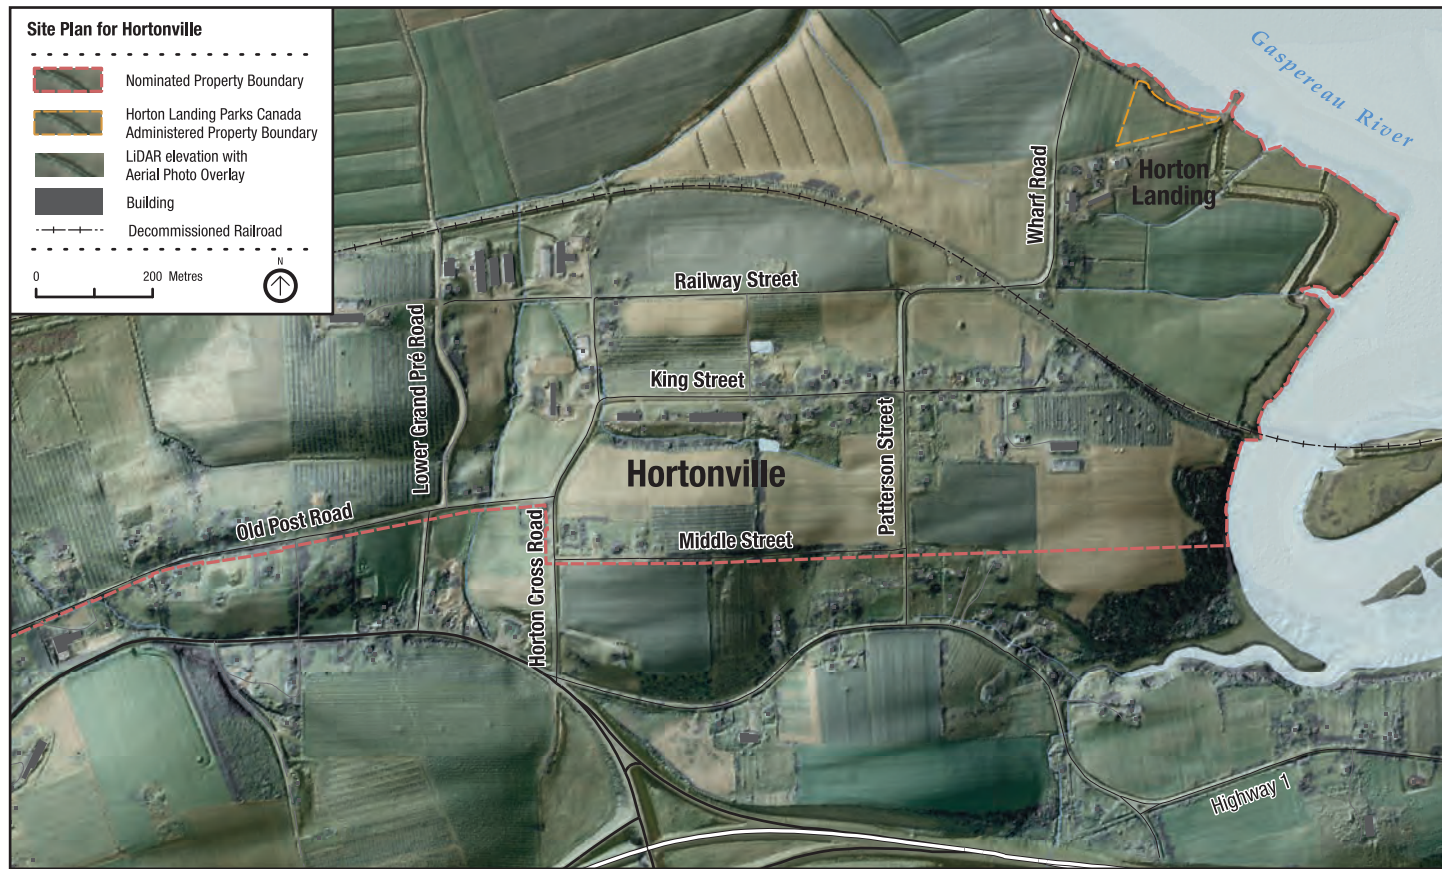 Site Plan for Hortonville
Nominated Property Boundary
Horton Landing Parks Canada
Administered Property Boundary
LiDAR elevation with
Aerial Photo Overlay
Building
Decommissioned Railroad
0 200 Metres
N
Gaspereau River
Horton
Landing
Wharf Road
Railway Street
Lower Grand Pré Road
King Street
Patterson Street
Hortonville
Old Post Road
Middle Street
Horton Cross Road
Highway 1